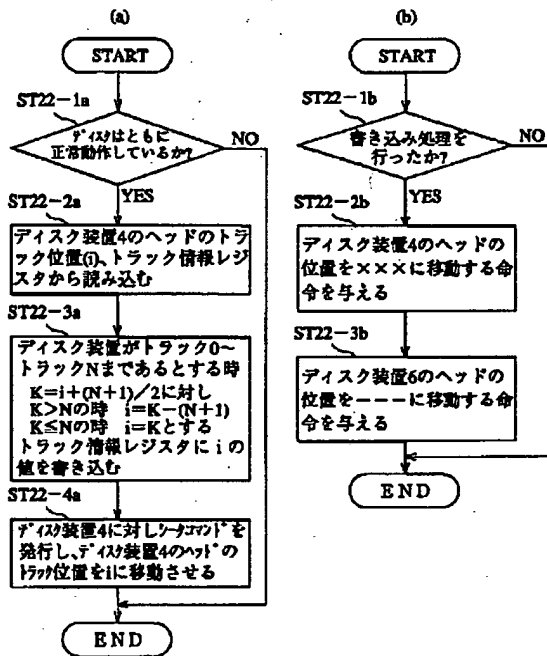 (a)
START
ST22-1a
ディスクはともに
正常動作しているか?
NO
YES
ST22-2a
ディスク装置4のヘッドのトラ
ック位置(i)、トラック情報レジ
スタから読み込む
ST22-3a
ディスク装置がトラック0〜
トラックNまであるとする時
K=i+(N+1)/2に対し
K>Nの時 i=K-(N+1)
K≦Nの時 i=Kとする
トラック情報レジスタにiの
値を書き込む
ST22-4a
ディスク装置4に対しシータコマンドを
発行し、ディスク装置4のヘッドの
トラック位置をiに移動させる
END
(b)
START
ST22-1b
書き込み処理を
行ったか?
NO
YES
ST22-2b
ディスク装置4のヘッドの
位置を×××に移動する命
令を与える
ST22-3b
ディスク装置6のヘッドの
位置を---に移動する命
令を与える
END